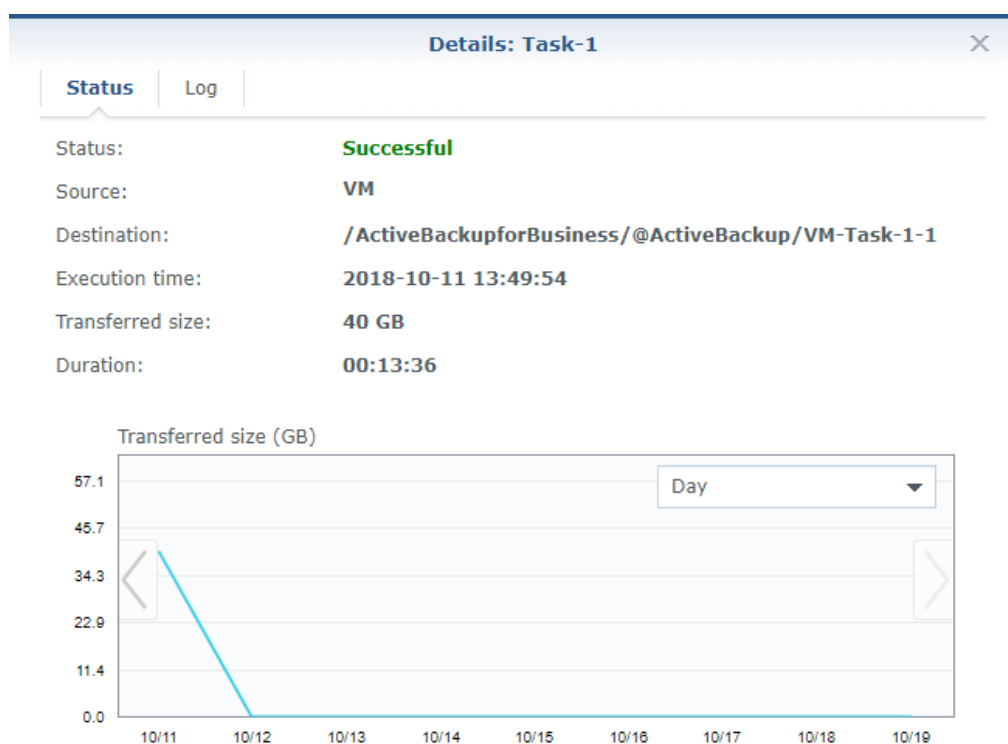 Details: Task-1
Status Log
Status: Successful
Source: VM
Destination: /ActiveBackupforBusiness/@ActiveBackup/VM-Task-1-1
Execution time: 2018-10-11 13:49:54
Transferred size: 40 GB
Duration: 00:13:36
Transferred size (GB)
Day
57.1
45.7
34.3
22.9
11.4
0.0
10/11 10/12 10/13 10/14 10/15 10/16 10/17 10/18 10/19